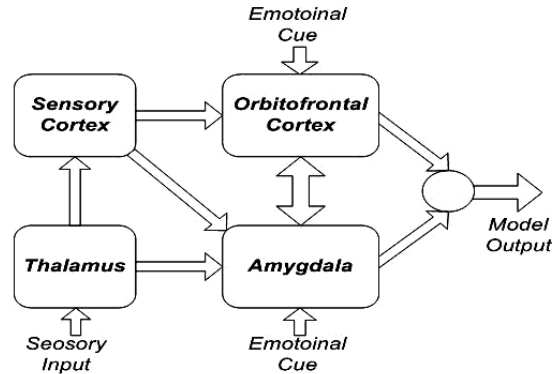 Emotoinal
Cue
Sensory
Cortex
Orbitofrontal
Cortex
Model
Output
Thalamus
Amygdala
Seosory
Input
Emotoinal
Cue